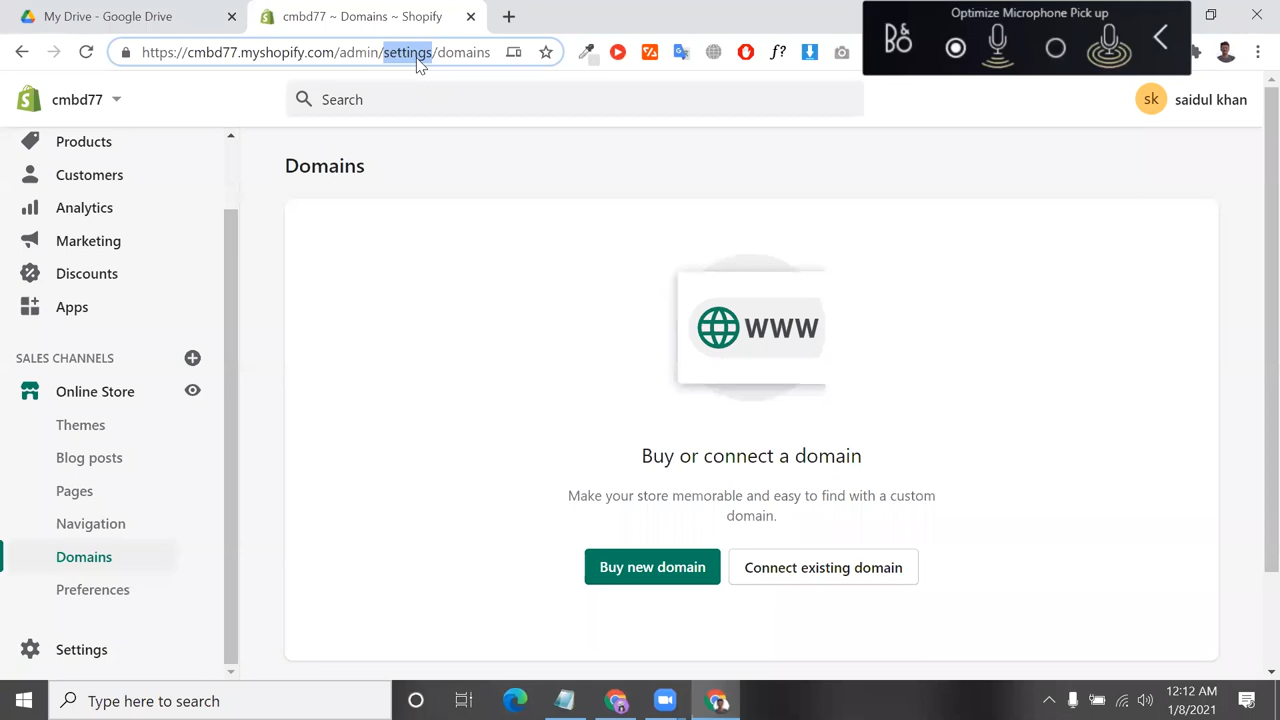 My Drive - Google Drive
cmbd77 ~ Domains ~ Shopify
Optimize Microphone Pick up
B&O
https://cmbd77.myshopify.com/admin/settings/domains
f?
cmbd77
Search
sk
saidul khan
Products
Customers
Analytics
Marketing
Discounts
Apps
SALES CHANNELS
Online Store
Themes
Blog posts
Pages
Navigation
Domains
Preferences
Settings
Domains
WWW
Buy or connect a domain
Make your store memorable and easy to find with a custom
domain.
Buy new domain
Connect existing domain
Type here to search
12:12 AM
1/8/2021